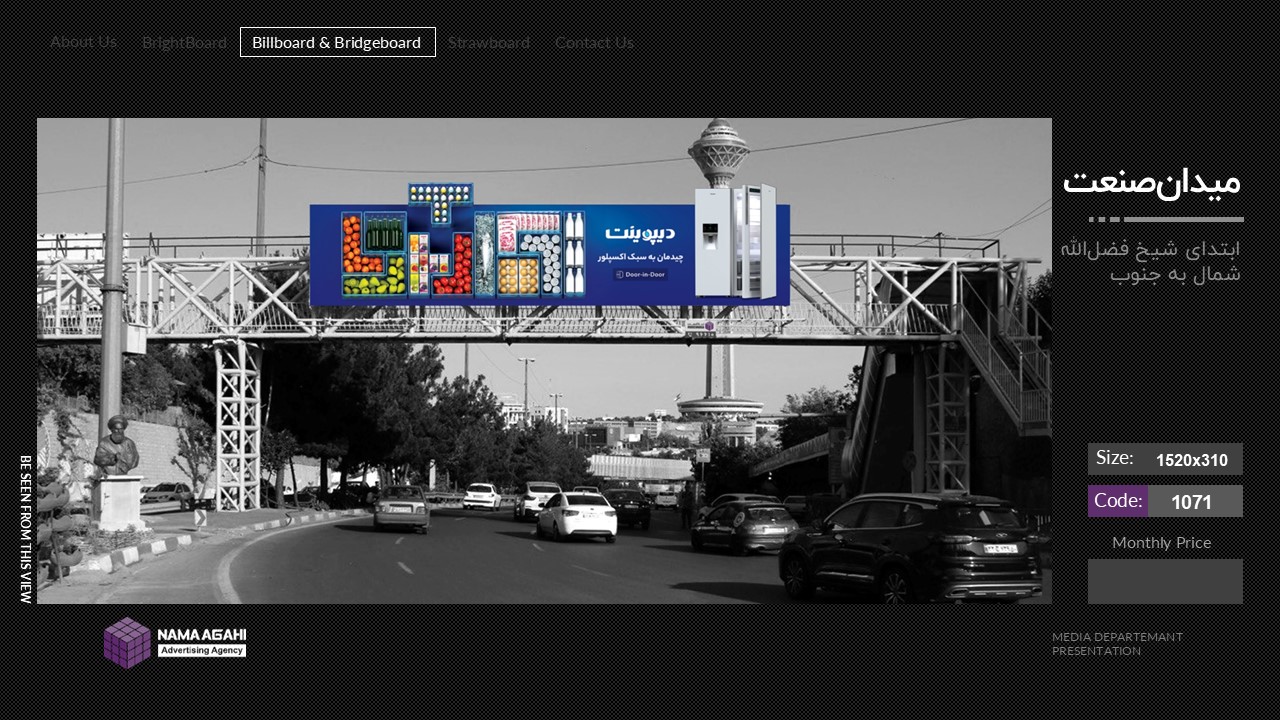 About Us
BrightBoard
Billboard & Bridgeboard
Strawboard
Contact Us
میدان‌صنعت
ابتدای شیخ فضل‌الله
شمال به جنوب
دیپوینت
چیدمان به سبک اکسپلور
Door-in-Door
Size: 1520x310
Code: 1071
Monthly Price
BE SEEN FROM THIS VIEW
NAMA AGAHI
Advertising Agency
MEDIA DEPARTEMANT
PRESENTATION